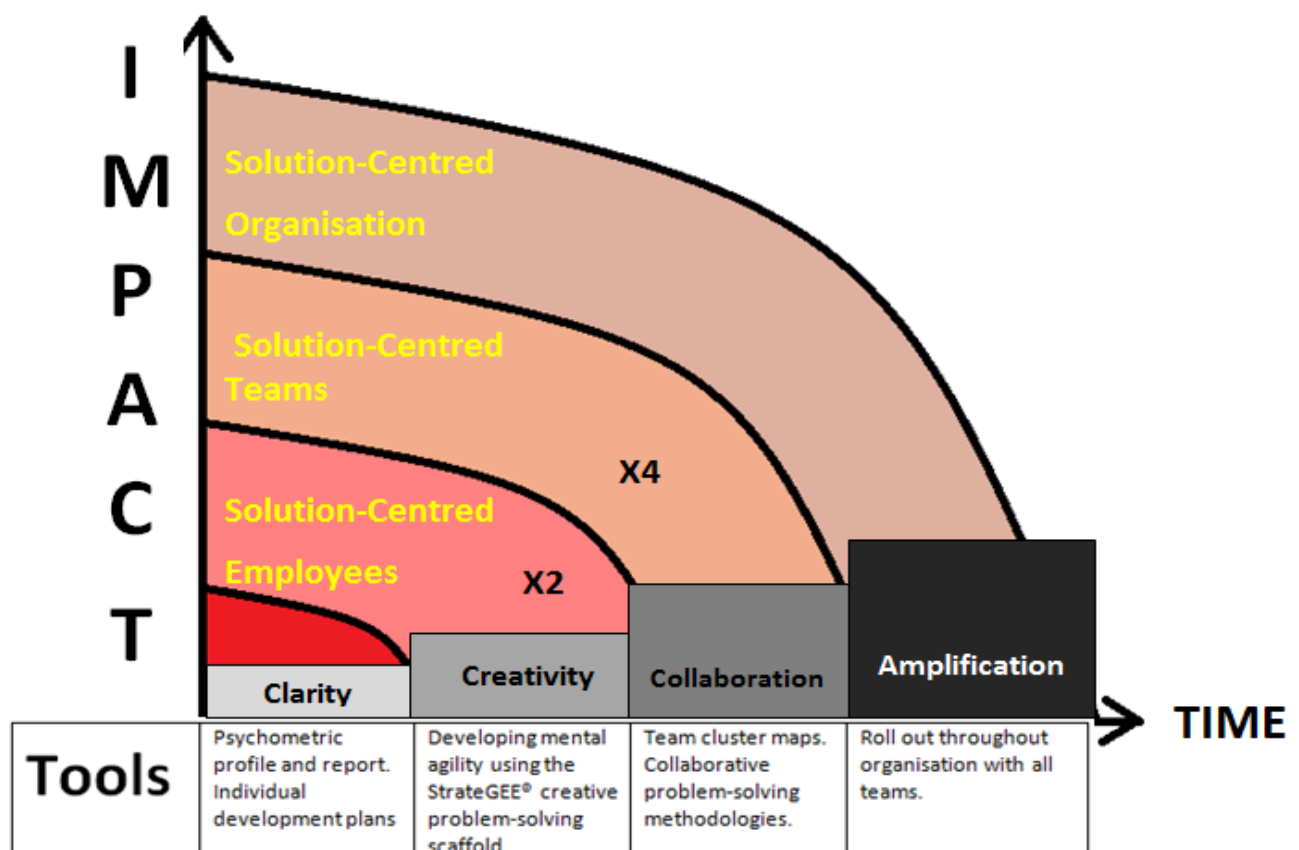 IMPACT
Solution-Centred
Organisation
Solution-Centred
Teams
X4
Solution-Centred
Employees
X2
Clarity
Creativity
Collaboration
Amplification
TIME
Tools
Psychometric
profile and report.
Individual
development plans
Developing mental
agility using the
StrateGEE® creative
problem-solving
scaffold
Team cluster maps.
Collaborative
problem-solving
methodologies.
Roll out throughout
organisation with all
teams.